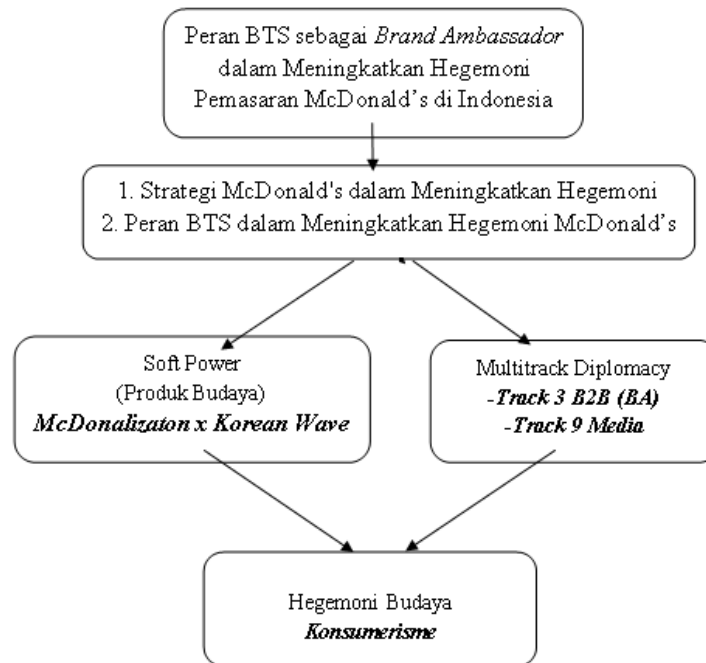 Peran BTS sebagai Brand Ambassador
dalam Meningkatkan Hegemoni
Pemasaran McDonald’s di Indonesia
1. Strategi McDonald's dalam Meningkatkan Hegemoni
2. Peran BTS dalam Meningkatkan Hegemoni McDonald’s
Soft Power
(Produk Budaya)
McDonalizaton x Korean Wave
Multitrack Diplomacy
-Track 3 B2B (BA)
-Track 9 Media
Hegemoni Budaya
Konsumerisme